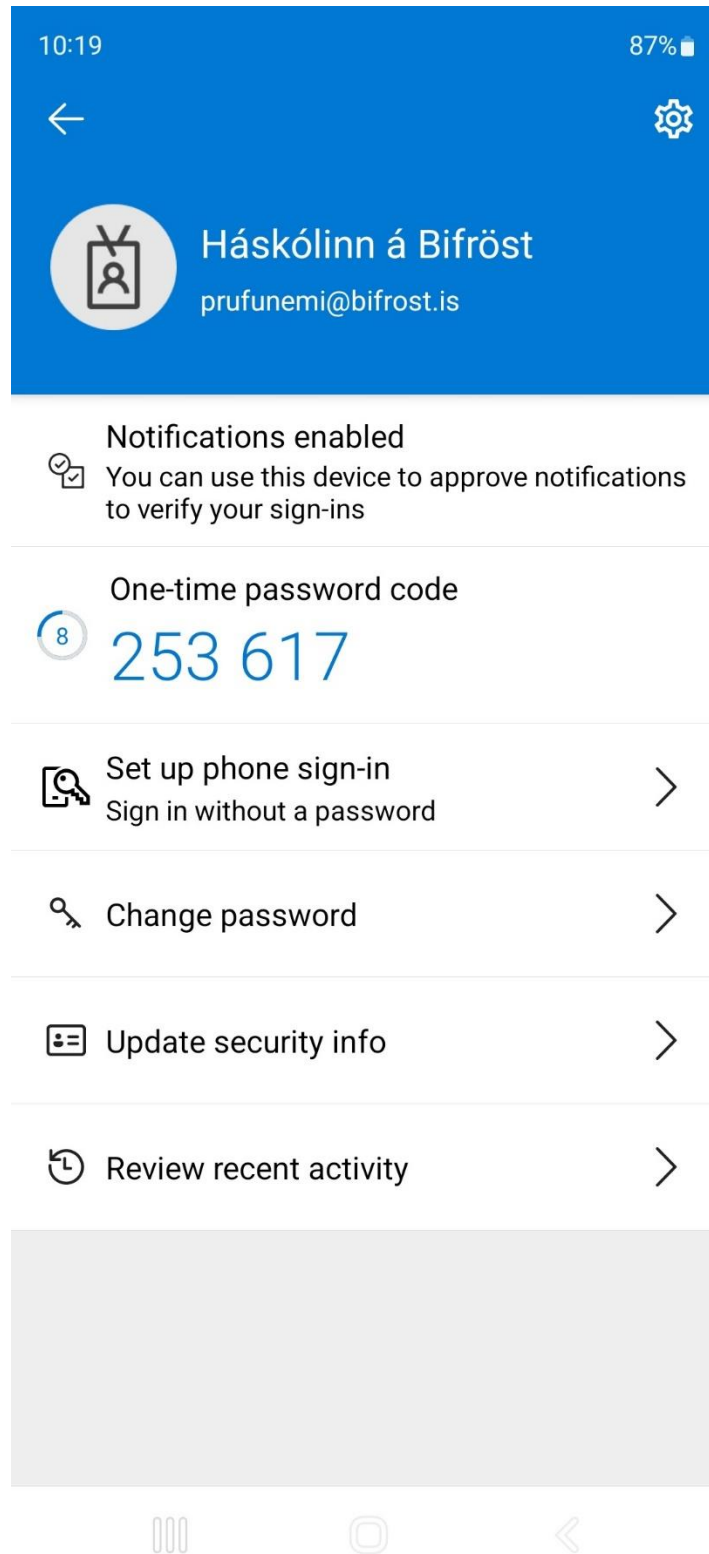 10:19 87%
Háskólinn á Bifröst
prufunemi@bifrost.is
Notifications enabled
You can use this device to approve notifications
to verify your sign-ins
One-time password code
8
253 617
Set up phone sign-in
Sign in without a password
Change password
Update security info
Review recent activity